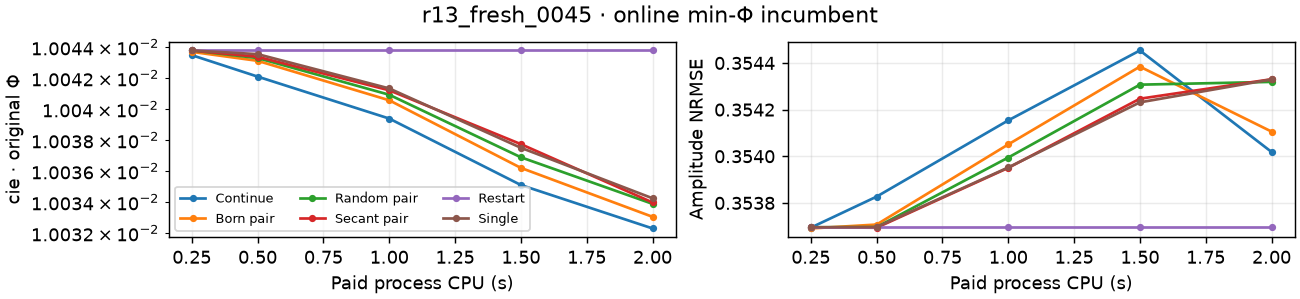 r13_fresh_0045 · online min-Φ incumbent
cie · original Φ
1.0044 × 10⁻²
1.0042 × 10⁻²
1.004 × 10⁻²
1.0038 × 10⁻²
1.0036 × 10⁻²
1.0034 × 10⁻²
1.0032 × 10⁻²
Continue
Random pair
Restart
Born pair
Secant pair
Single
0.25 0.50 0.75 1.00 1.25 1.50 1.75 2.00
Paid process CPU (s)
Amplitude NRMSE
0.3544
0.3542
0.3540
0.3538
0.25 0.50 0.75 1.00 1.25 1.50 1.75 2.00
Paid process CPU (s)